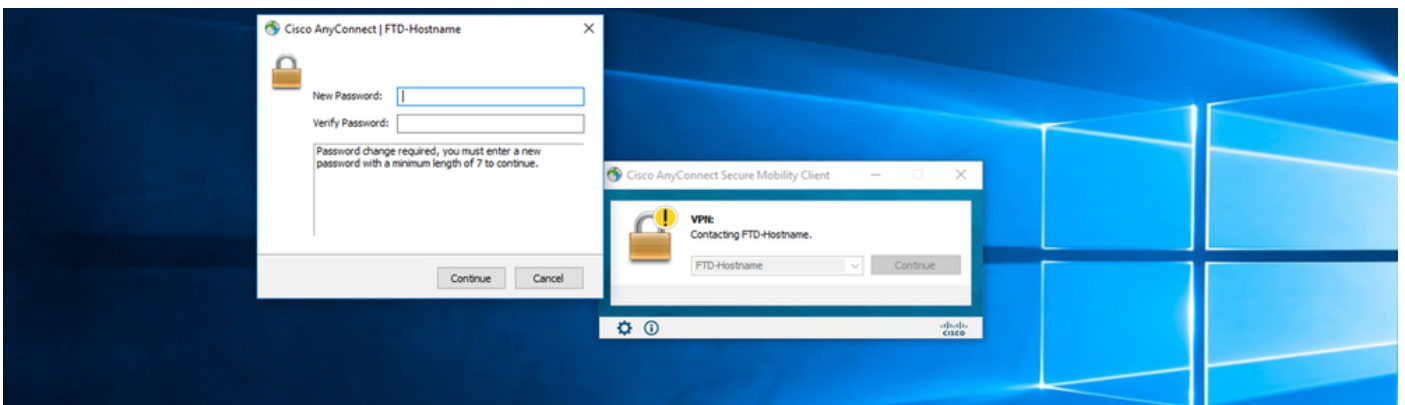 Cisco AnyConnect | FTD-Hostname
New Password:
Verify Password:
Password change required, you must enter a new
password with a minimum length of 7 to continue.
Continue Cancel
Cisco AnyConnect Secure Mobility Client
VPN:
Contacting FTD-Hostname.
FTD-Hostname Continue
CISCO